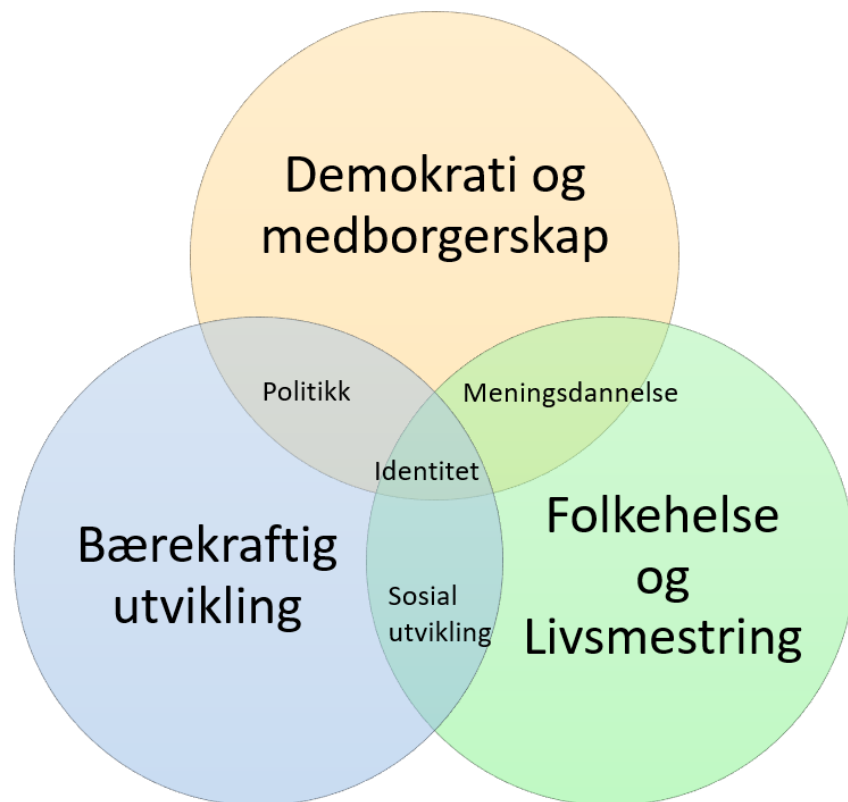 Demokrati og
medborgerskap
Politikk
Meningsdannelse
Identitet
Bærekraftig
utvikling
Sosial
utvikling
Folkehelse
og
Livsmestring